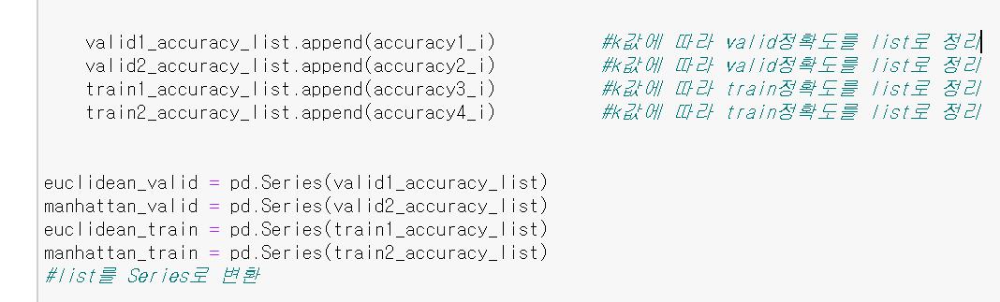 valid1_accuracy_list.append(accuracy1_i) #k값에 따라 valid정확도를 list로 정리
valid2_accuracy_list.append(accuracy2_i) #k값에 따라 valid정확도를 list로 정리
train1_accuracy_list.append(accuracy3_i) #k값에 따라 train정확도를 list로 정리
train2_accuracy_list.append(accuracy4_i) #k값에 따라 train정확도를 list로 정리
euclidean_valid = pd.Series(valid1_accuracy_list)
manhattan_valid = pd.Series(valid2_accuracy_list)
euclidean_train = pd.Series(train1_accuracy_list)
manhattan_train = pd.Series(train2_accuracy_list)
#list를 Series로 변환